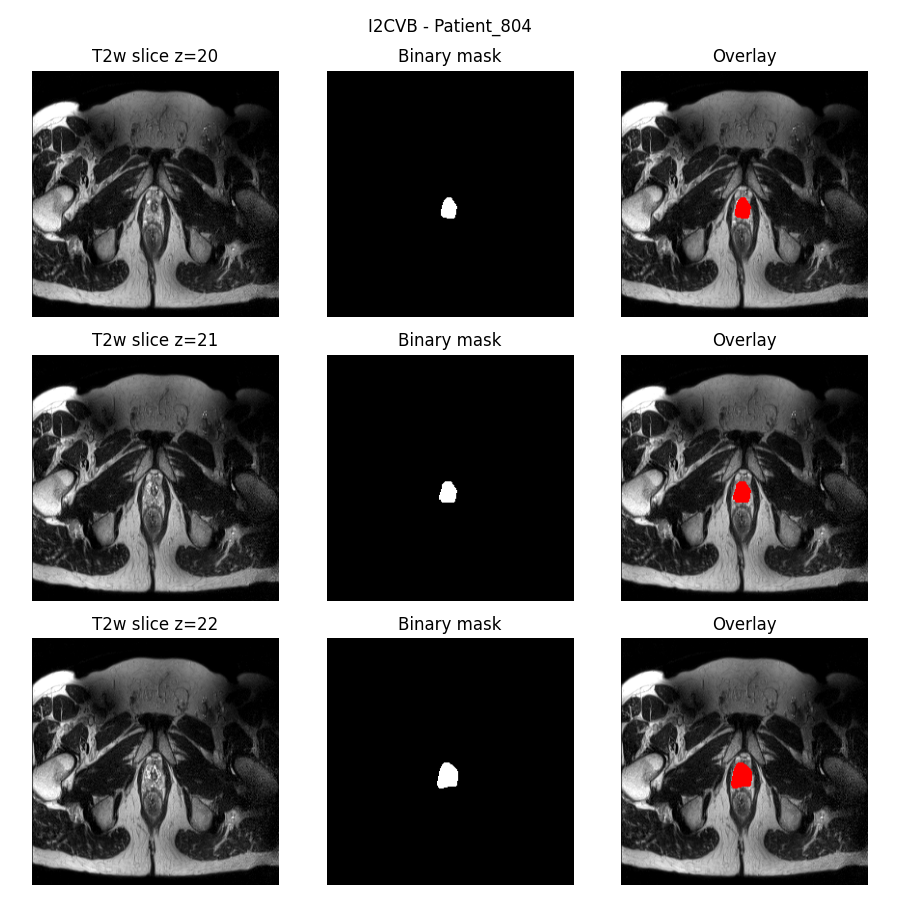 I2CVB - Patient_804
T2w slice z=20
Binary mask
Overlay
T2w slice z=21
Binary mask
Overlay
T2w slice z=22
Binary mask
Overlay